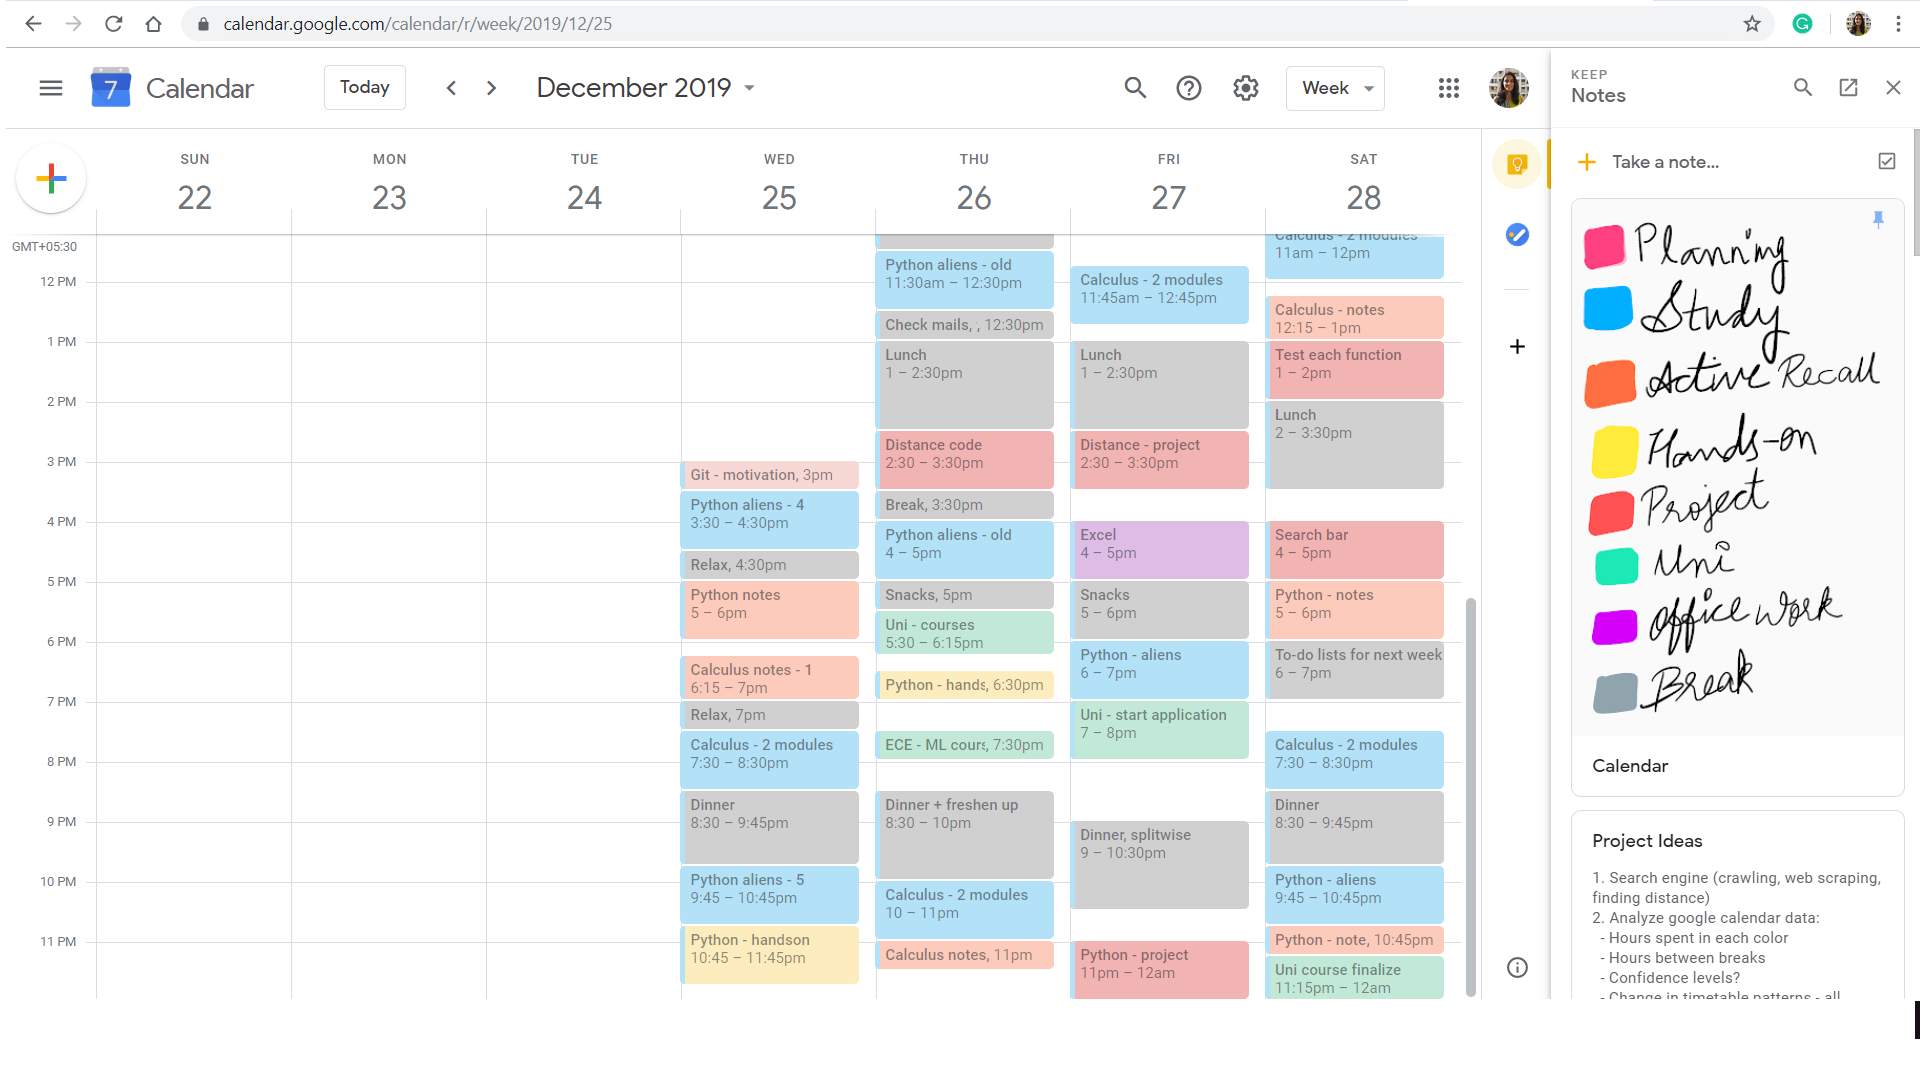 calendar.google.com/calendar/r/week/2019/12/25
7 Calendar
Today
December 2019
Week
KEEP
Notes
Take a note...
SUN
22
MON
23
TUE
24
WED
25
THU
26
FRI
27
SAT
28
GMT+05:30
12 PM
1 PM
2 PM
3 PM
4 PM
5 PM
6 PM
7 PM
8 PM
9 PM
10 PM
11 PM
Git - motivation, 3pm
Python aliens - 4
3:30 – 4:30pm
Relax, 4:30pm
Python notes
5 – 6pm
Calculus notes - 1
6:15 – 7pm
Relax, 7pm
Calculus - 2 modules
7:30 – 8:30pm
Dinner
8:30 – 9:45pm
Python aliens - 5
9:45 – 10:45pm
Python - handson
10:45 – 11:45pm
Python aliens - old
11:30am – 12:30pm
Check mails, , 12:30pm
Lunch
1 – 2:30pm
Distance code
2:30 – 3:30pm
Break, 3:30pm
Python aliens - old
4 – 5pm
Snacks, 5pm
Uni - courses
5:30 – 6:15pm
Python - hands, 6:30pm
ECE - ML cours, 7:30pm
Dinner + freshen up
8:30 – 10pm
Calculus - 2 modules
10 – 11pm
Calculus notes, 11pm
Calculus - 2 modules
11:45am – 12:45pm
Lunch
1 – 2:30pm
Distance - project
2:30 – 3:30pm
Excel
4 – 5pm
Snacks
5 – 6pm
Python - aliens
6 – 7pm
Uni - start application
7 – 8pm
Dinner, splitwise
9 – 10:30pm
Python - project
11pm – 12am
Calculus - 2 modules
11am – 12pm
Calculus - notes
12:15 – 1pm
Test each function
1 – 2pm
Lunch
2 – 3:30pm
Search bar
4 – 5pm
Python - notes
5 – 6pm
To-do lists for next week
6 – 7pm
Calculus - 2 modules
7:30 – 8:30pm
Dinner
8:30 – 9:45pm
Python - aliens
9:45 – 10:45pm
Python - note, 10:45pm
Uni course finalize
11:15pm – 12am
Planning
Study
Active Recall
Hands-on
Project
Uni
Office work
Break
Calendar
Project Ideas
1. Search engine (crawling, web scraping,
finding distance)
2. Analyze google calendar data:
- Hours spent in each color
- Hours between breaks
- Confidence levels?
- Change in timetable patterns - all